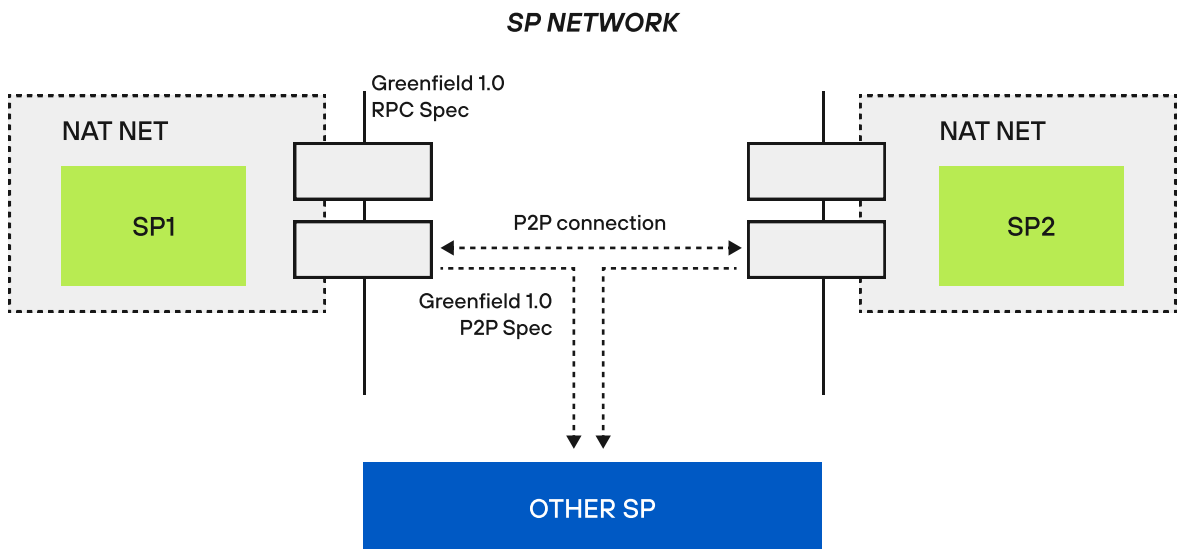 SP NETWORK
Greenfield 1.0
RPC Spec
NAT NET
NAT NET
SP1
P2P connection
SP2
Greenfield 1.0
P2P Spec
OTHER SP